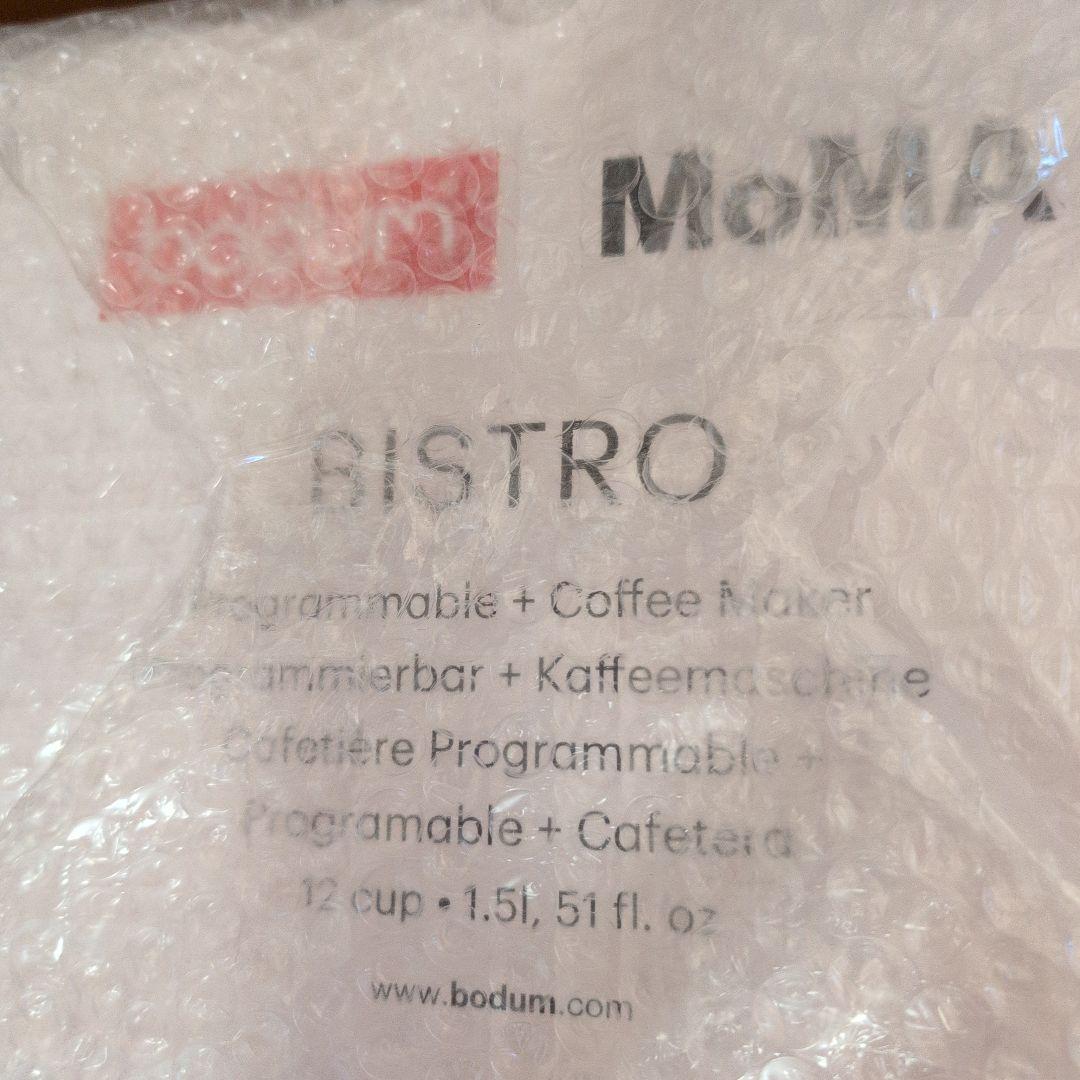 bodum MoMA
BISTRO
Programmable + Coffee Maker
Programmierbar + Kaffeemaschine
Cafetière Programmable +
Programable + Cafetera
12 cup • 1.5l, 51 fl. oz
www.bodum.com